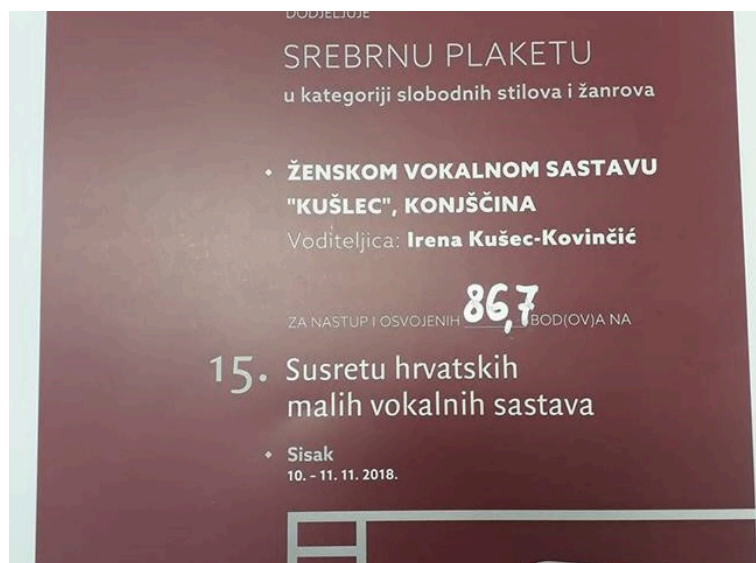 DODJELJUJE
SREBRNU PLAKETU
u kategoriji slobodnih stilova i žanrova
ŽENSKOM VOKALNOM SASTAVU
"KUŠLEC", KONJŠČINA
Voditeljica: Irena Kušec-Kovinčić
ZA NASTUP I OSVOJENIH 86,7 BOD(OV)A NA
15. Susretu hrvatskih
malih vokalnih sastava
Sisak
10. - 11. 11. 2018.